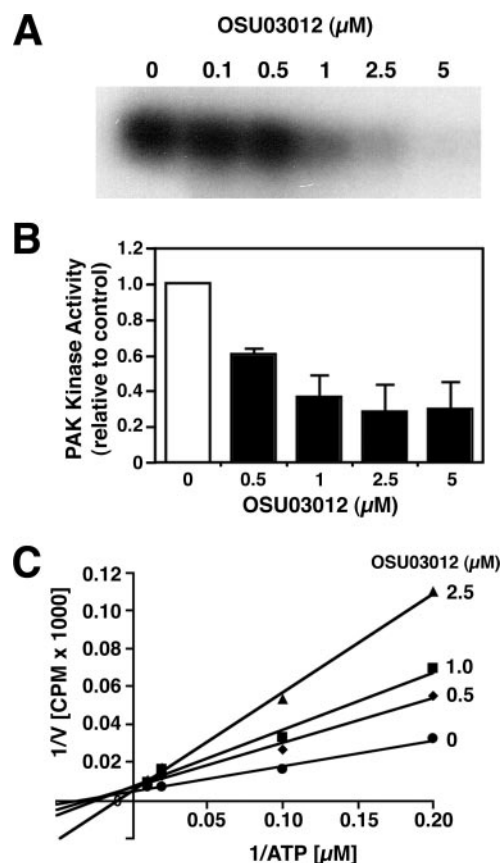 A
OSU03012 (µM)
0 0.1 0.5 1 2.5 5
B
PAK Kinase Activity
(relative to control)
1.2
1.0
0.8
0.6
0.4
0.2
0
0 0.5 1 2.5 5
OSU03012 (µM)
C
OSU03012 (µM)
1/V [CPM x 1000]
0.12
0.10
0.08
0.06
0.04
0.02
0
2.5
1.0
0.5
0
0.05 0.10 0.15 0.20
1/ATP [µM]